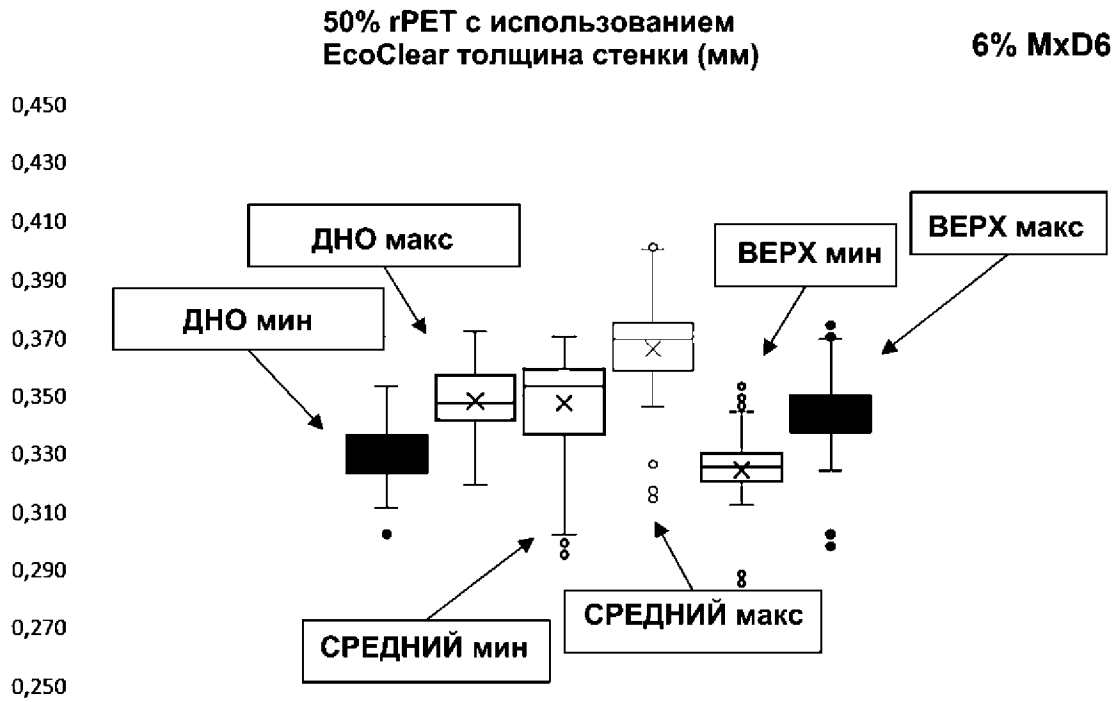 50% rPET с использованием
EcoClear толщина стенки (мм)
6% MxD6
0,450
0,430
0,410
0,390
0,370
0,350
0,330
0,310
0,290
0,270
0,250
ДНО мин
ДНО макс
СРЕДНИЙ мин
СРЕДНИЙ макс
ВЕРХ мин
ВЕРХ макс